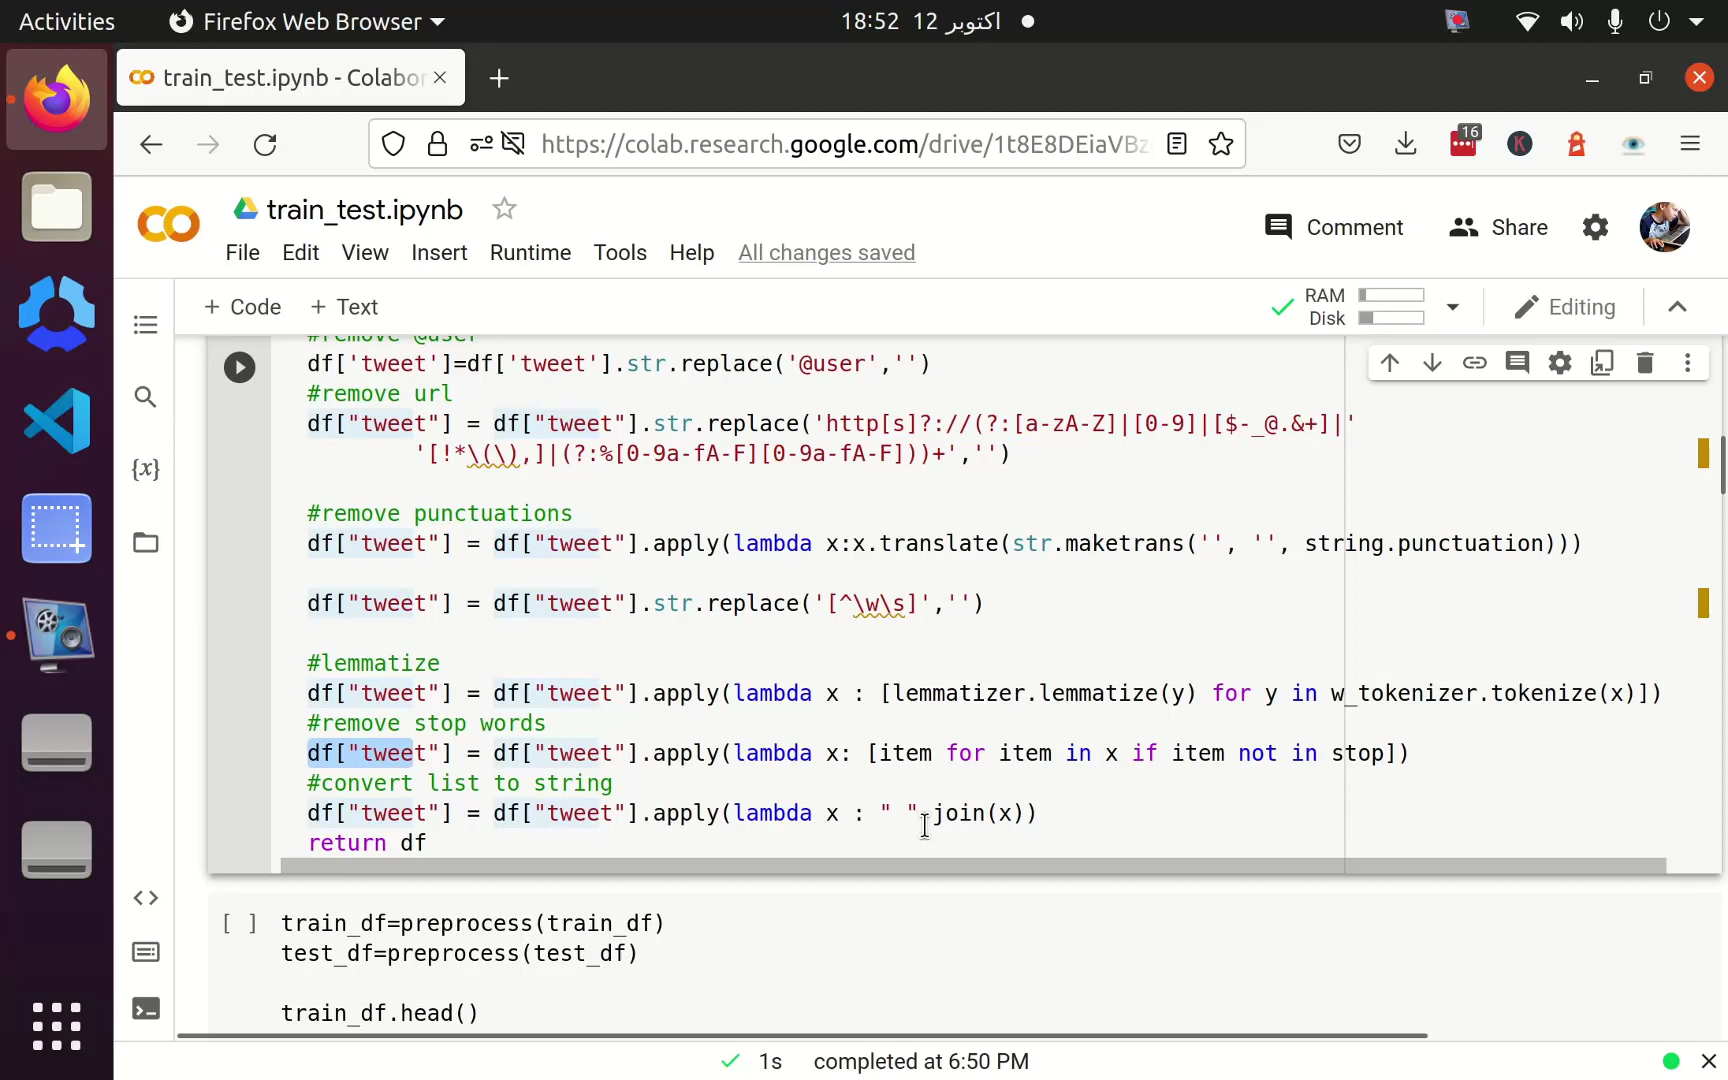 Activities
Firefox Web Browser
18:52 12 اکتوبر
train_test.ipynb - Colabor
16
K
https://colab.research.google.com/drive/1t8E8DEiaVBz
train_test.ipynb
Comment
Share
File Edit View Insert Runtime Tools Help All changes saved
+ Code + Text
RAM
Disk
Editing
#remove @user
df['tweet']=df['tweet'].str.replace('@user','')
#remove url
df["tweet"] = df["tweet"].str.replace('http[s]?://(?:[a-zA-Z]|[0-9]|[$-_@.&+]|'
'[!*\(\),]|(?:%[0-9a-fA-F][0-9a-fA-F]))+','')
#remove punctuations
df["tweet"] = df["tweet"].apply(lambda x:x.translate(str.maketrans('', '', string.punctuation)))
df["tweet"] = df["tweet"].str.replace('[^\w\s]','')
#lemmatize
df["tweet"] = df["tweet"].apply(lambda x : [lemmatizer.lemmatize(y) for y in w_tokenizer.tokenize(x)])
#remove stop words
df["tweet"] = df["tweet"].apply(lambda x: [item for item in x if item not in stop])
#convert list to string
df["tweet"] = df["tweet"].apply(lambda x : " ".join(x))
return df
{x}
[ ] train_df=preprocess(train_df)
test_df=preprocess(test_df)
train_df.head()
1s completed at 6:50 PM